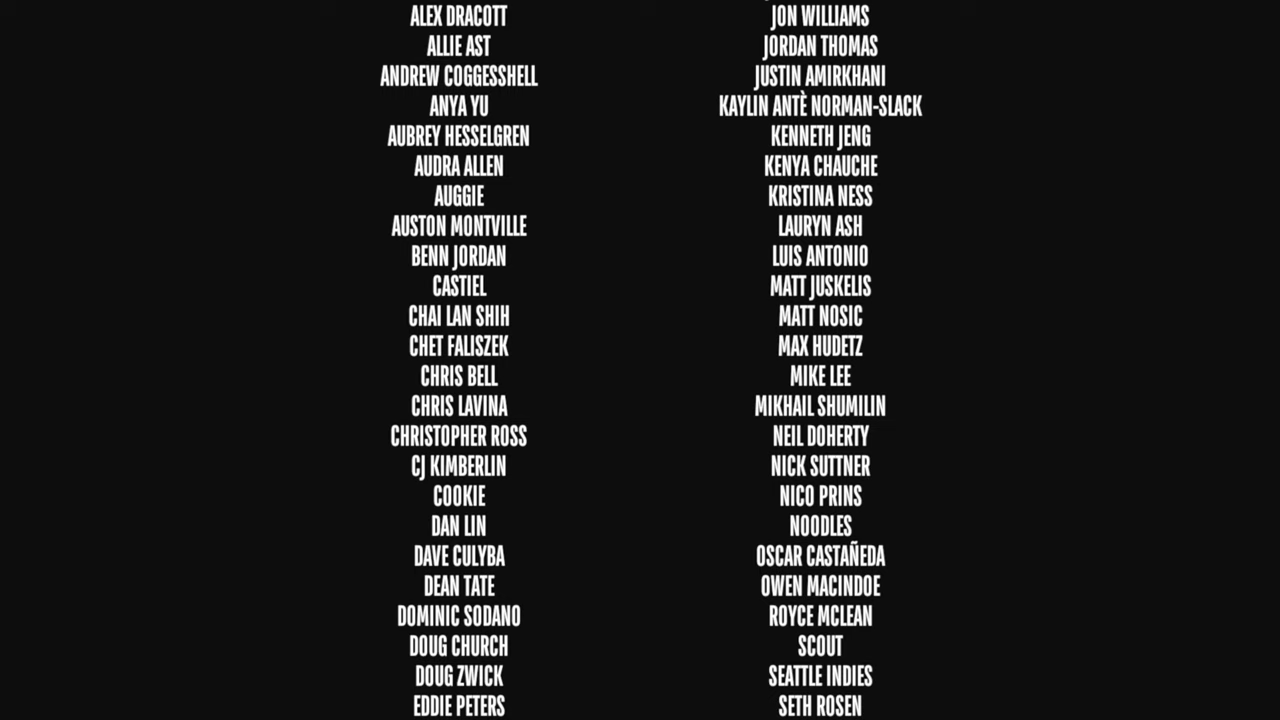 ALEX DRACOTT
ALLIE AST
ANDREW COGGESSHELL
ANYA YU
AUBREY HESSELGREN
AUDRA ALLEN
AUGGIE
AUSTON MONTVILLE
BENN JORDAN
CASTIEL
CHAI LAN SHIH
CHET FALISZEK
CHRIS BELL
CHRIS LAVINA
CHRISTOPHER ROSS
CJ KIMBERLIN
COOKIE
DAN LIN
DAVE CULYBA
DEAN TATE
DOMINIC SODANO
DOUG CHURCH
DOUG ZWICK
EDDIE PETERS
JON WILLIAMS
JORDAN THOMAS
JUSTIN AMIRKHANI
KAYLIN ANTÈ NORMAN-SLACK
KENNETH JENG
KENYA CHAUCHE
KRISTINA NESS
LAURYN ASH
LUIS ANTONIO
MATT JUSKELIS
MATT NOSIC
MAX HUDETZ
MIKE LEE
MIKHAIL SHUMILIN
NEIL DOHERTY
NICK SUTTNER
NICO PRINS
NOODLES
OSCAR CASTAÑEDA
OWEN MACINDOE
ROYCE MCLEAN
SCOUT
SEATTLE INDIES
SETH ROSEN